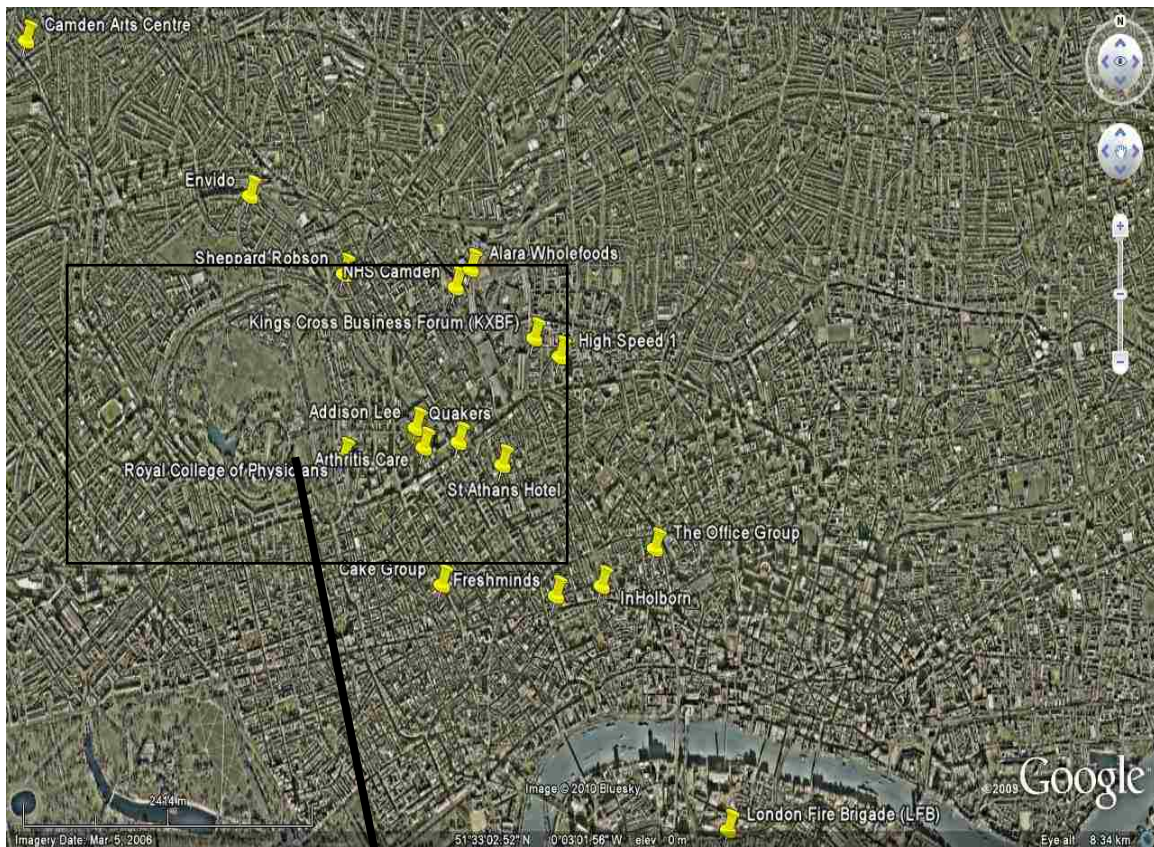 Camden Arts Centre
N
Envido
Sheppard Robson
Alara Wholefoods
NHS Camden
Kings Cross Business Forum (KXBF)
High Speed 1
Addison Lee
Quakers
Arthritis Care
Royal College of Physicians
St Athans Hotel
The Office Group
Cake Group
Freshminds
InHolborn
Image © 2010 Bluesky
©2009 Google
2414 m
London Fire Brigade (LFB)
Imagery Date: Mar 5, 2006
51°33'02.52" N 0°03'01.56" W elev 0 m
Eye alt 8.34 km